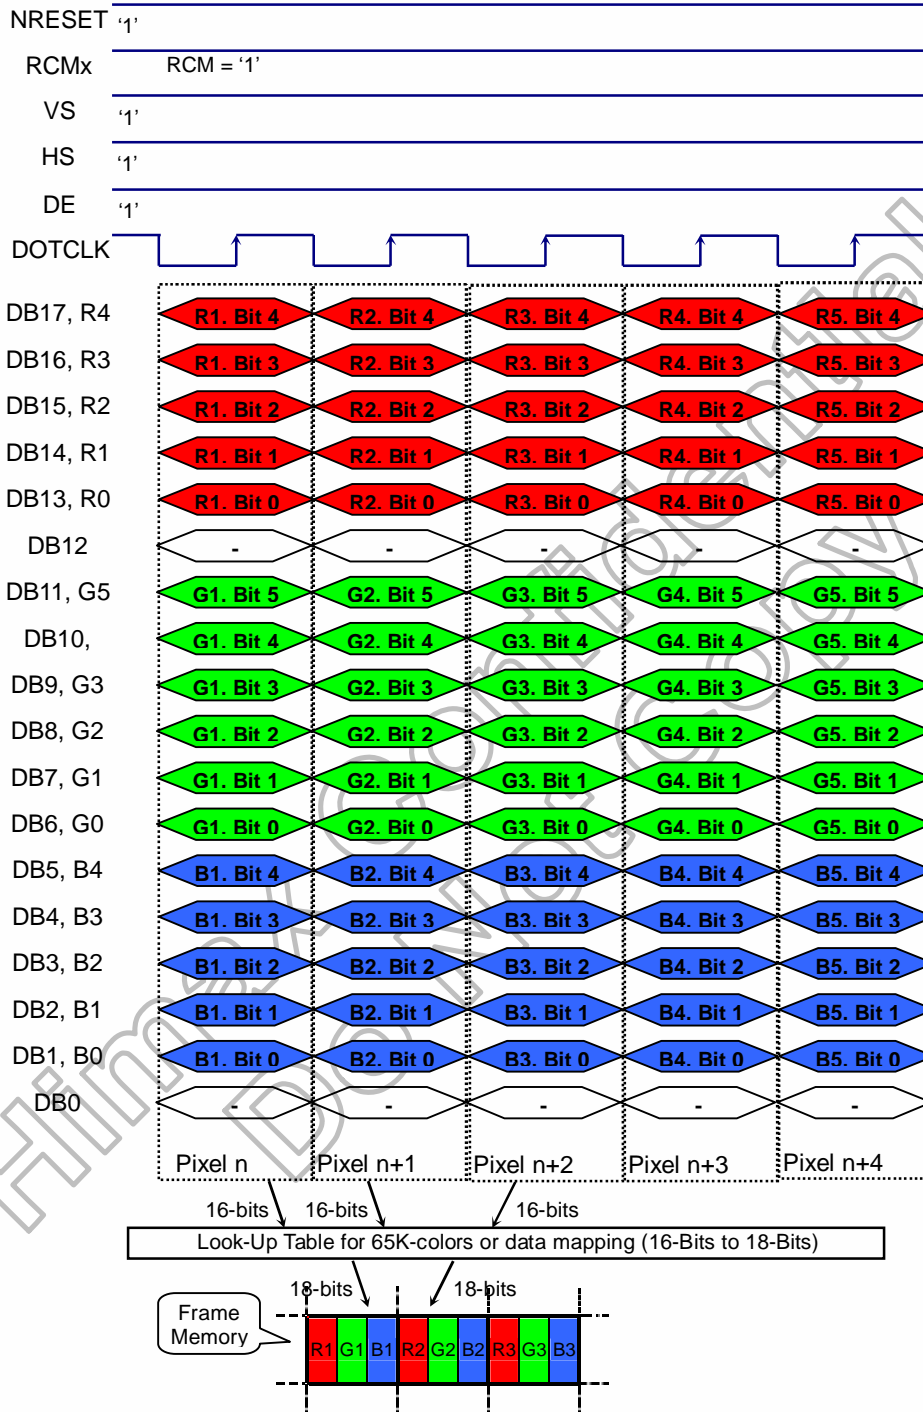 NRESET '1'
RCMx RCM = '1'
VS '1'
HS '1'
DE '1'
DOTCLK
DB17, R4 R1. Bit 4 R2. Bit 4 R3. Bit 4 R4. Bit 4 R5. Bit 4
DB16, R3 R1. Bit 3 R2. Bit 3 R3. Bit 3 R4. Bit 3 R5. Bit 3
DB15, R2 R1. Bit 2 R2. Bit 2 R3. Bit 2 R4. Bit 2 R5. Bit 2
DB14, R1 R1. Bit 1 R2. Bit 1 R3. Bit 1 R4. Bit 1 R5. Bit 1
DB13, R0 R1. Bit 0 R2. Bit 0 R3. Bit 0 R4. Bit 0 R5. Bit 0
DB12 - - - - -
DB11, G5 G1. Bit 5 G2. Bit 5 G3. Bit 5 G4. Bit 5 G5. Bit 5
DB10, G1. Bit 4 G2. Bit 4 G3. Bit 4 G4. Bit 4 G5. Bit 4
DB9, G3 G1. Bit 3 G2. Bit 3 G3. Bit 3 G4. Bit 3 G5. Bit 3
DB8, G2 G1. Bit 2 G2. Bit 2 G3. Bit 2 G4. Bit 2 G5. Bit 2
DB7, G1 G1. Bit 1 G2. Bit 1 G3. Bit 1 G4. Bit 1 G5. Bit 1
DB6, G0 G1. Bit 0 G2. Bit 0 G3. Bit 0 G4. Bit 0 G5. Bit 0
DB5, B4 B1. Bit 4 B2. Bit 4 B3. Bit 4 B4. Bit 4 B5. Bit 4
DB4, B3 B1. Bit 3 B2. Bit 3 B3. Bit 3 B4. Bit 3 B5. Bit 3
DB3, B2 B1. Bit 2 B2. Bit 2 B3. Bit 2 B4. Bit 2 B5. Bit 2
DB2, B1 B1. Bit 1 B2. Bit 1 B3. Bit 1 B4. Bit 1 B5. Bit 1
DB1, B0 B1. Bit 0 B2. Bit 0 B3. Bit 0 B4. Bit 0 B5. Bit 0
DB0 - - - - -
Pixel n Pixel n+1 Pixel n+2 Pixel n+3 Pixel n+4
16-bits 16-bits 16-bits
Look-Up Table for 65K-colors or data mapping (16-Bits to 18-Bits)
18-bits 18-bits
Frame
Memory
R1 G1 B1 R2 G2 B2 R3 G3 B3
Himax Confidential
Do Not Copy